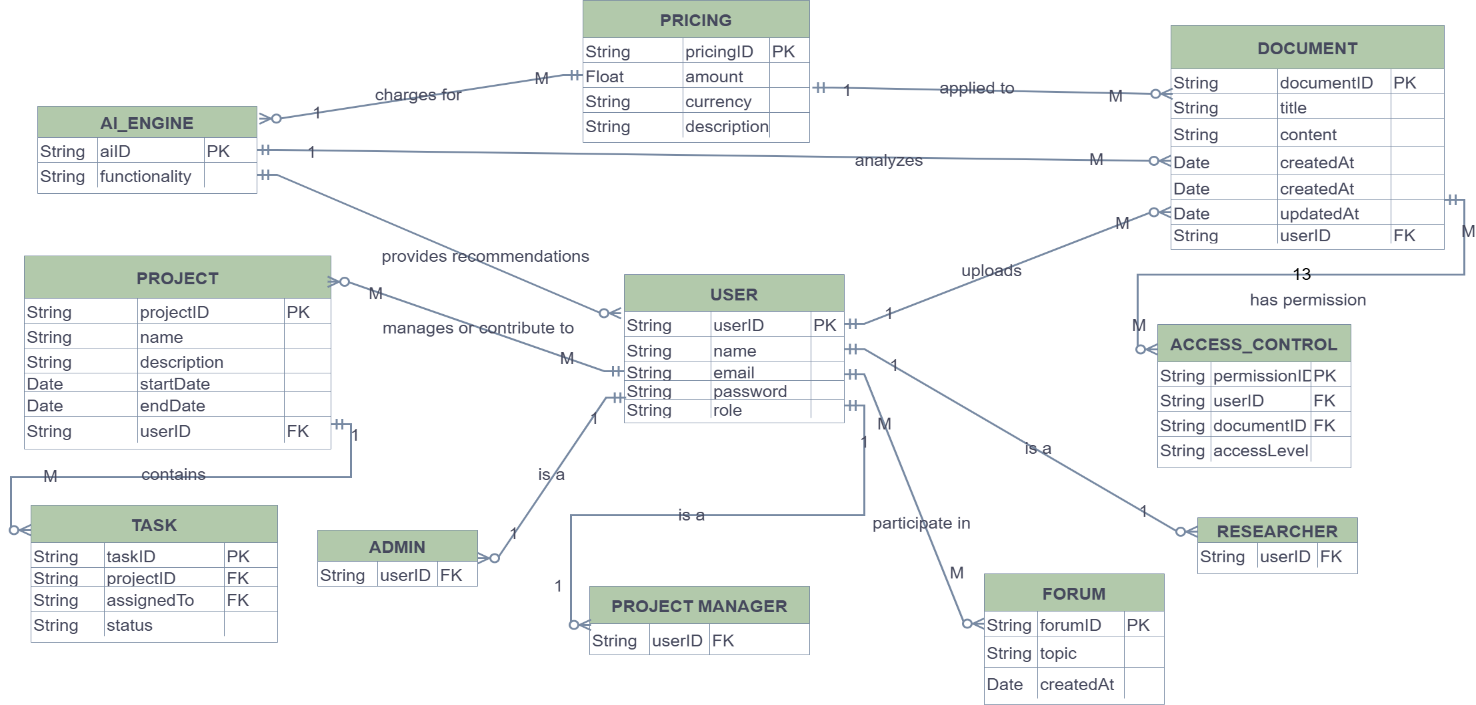 PRICING
String pricingID PK
Float amount
String currency
String description
DOCUMENT
String documentID PK
String title
String content
Date createdAt
Date createdAt
Date updatedAt
String userID FK
AI_ENGINE
String aiID PK
String functionality
1 charges for M
1 applied to M
1 analyzes M
provides recommendations
M manages or contribute to M
1 uploads M
M
13
has permission
M
PROJECT
String projectID PK
String name
String description
Date startDate
Date endDate
String userID FK
USER
String userID PK
String name
String email
String password
String role
ACCESS_CONTROL
String permissionID PK
String userID FK
String documentID FK
String accessLevel
1
M contains
1
is a
1
1
is a
1
M
participate in
M
1
is a
1
TASK
String taskID PK
String projectID FK
String assignedTo FK
String status
ADMIN
String userID FK
PROJECT MANAGER
String userID FK
FORUM
String forumID PK
String topic
Date createdAt
RESEARCHER
String userID FK